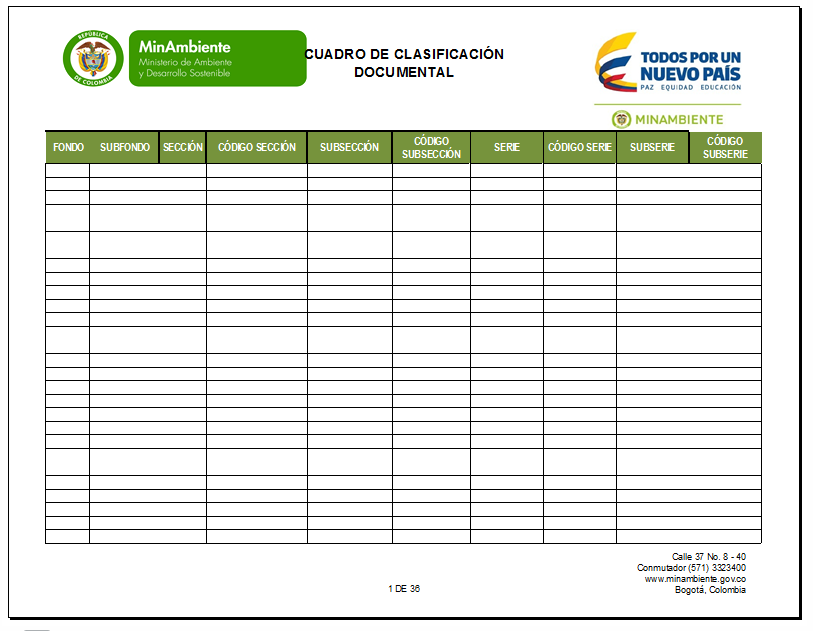 REPÚBLICA
DE COLOMBIA
MinAmbiente
Ministerio de Ambiente
y Desarrollo Sostenible
CUADRO DE CLASIFICACIÓN
DOCUMENTAL
TODOS POR UN
NUEVO PAÍS
PAZ EQUIDAD EDUCACIÓN
MINAMBIENTE
FONDO SUBFONDO SECCIÓN CÓDIGO SECCIÓN SUBSECCIÓN CÓDIGO SUBSECCIÓN SERIE CÓDIGO SERIE SUBSERIE CÓDIGO SUBSERIE
Calle 37 No. 8 - 40
Conmutador (571) 3323400
www.minambiente.gov.co
Bogotá, Colombia
1 DE 36